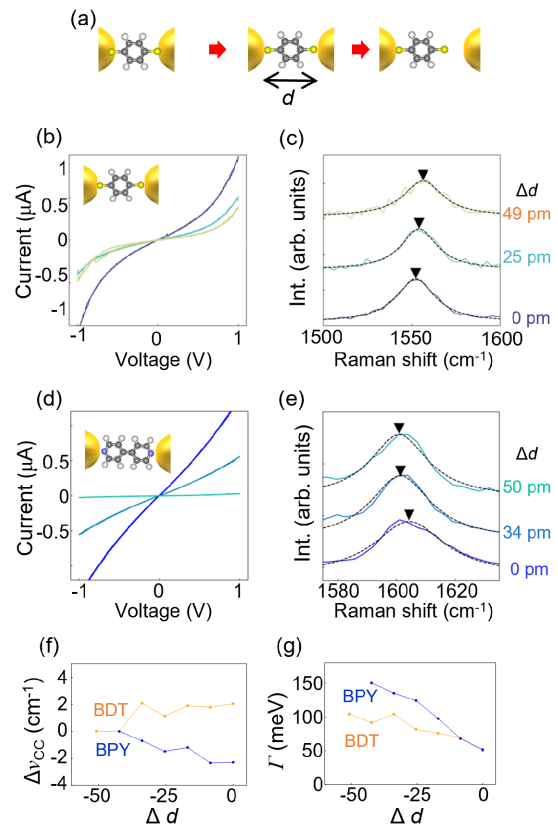 (a)
d
(b)
Current (μA)
1
0.5
0
-0.5
-1
-1
0
1
Voltage (V)
(c)
Int. (arb. units)
Δd
49 pm
25 pm
0 pm
1500
1550
1600
Raman shift (cm-1)
(d)
Current (μA)
1
0.5
0
-0.5
-1
0
1
Voltage (V)
(e)
Int. (arb. units)
Δd
50 pm
34 pm
0 pm
1580
1600
1620
Raman shift (cm-1)
(f)
ΔνCC (cm-1)
4
2
0
-2
-4
BDT
BPY
-50
-25
0
Δ d
(g)
Γ (meV)
200
150
100
50
0
BPY
BDT
-50
-25
0
Δ d